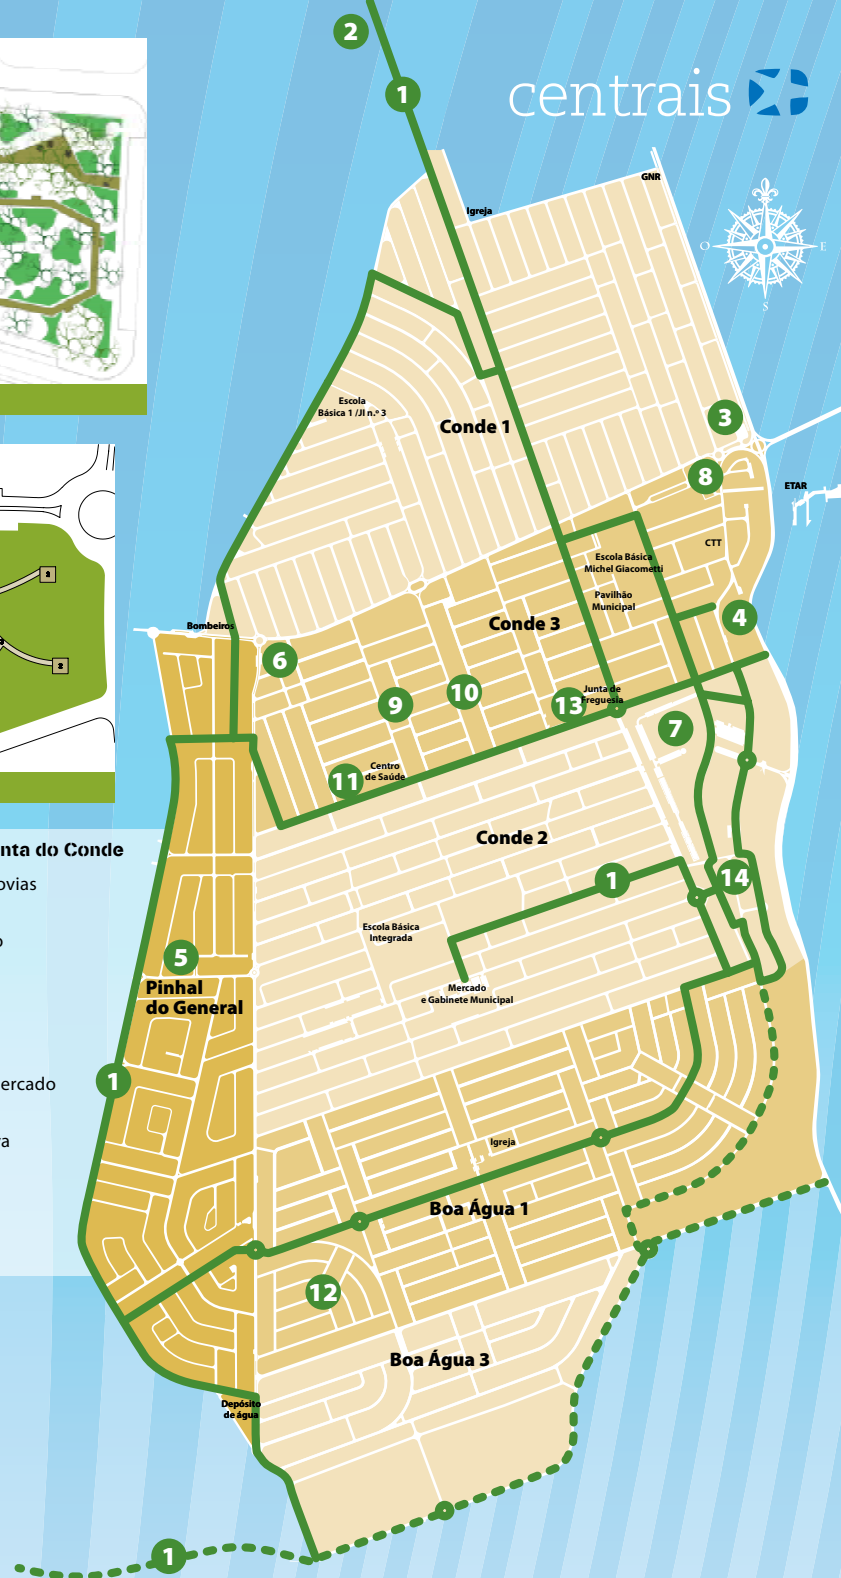 2
1
centrais
GNR
Igreja
O
E
S
Escola
Básica 1 /JI n.º 3
Conde 1
3
8
ETAR
CTT
Escola Básica
Michel Giacometti
Pavilhão
Municipal
Conde 3
4
Bombeiros
6
9
10
13
Junta de
Freguesia
7
11
Centro
de Saúde
2
nta do Conde
ovias
o
ercado
a
Conde 2
1
14
Escola Básica
Integrada
Mercado
e Gabinete Municipal
5
Pinhal
do General
1
Igreja
Boa Água 1
12
Boa Água 3
Depósito
de água
1